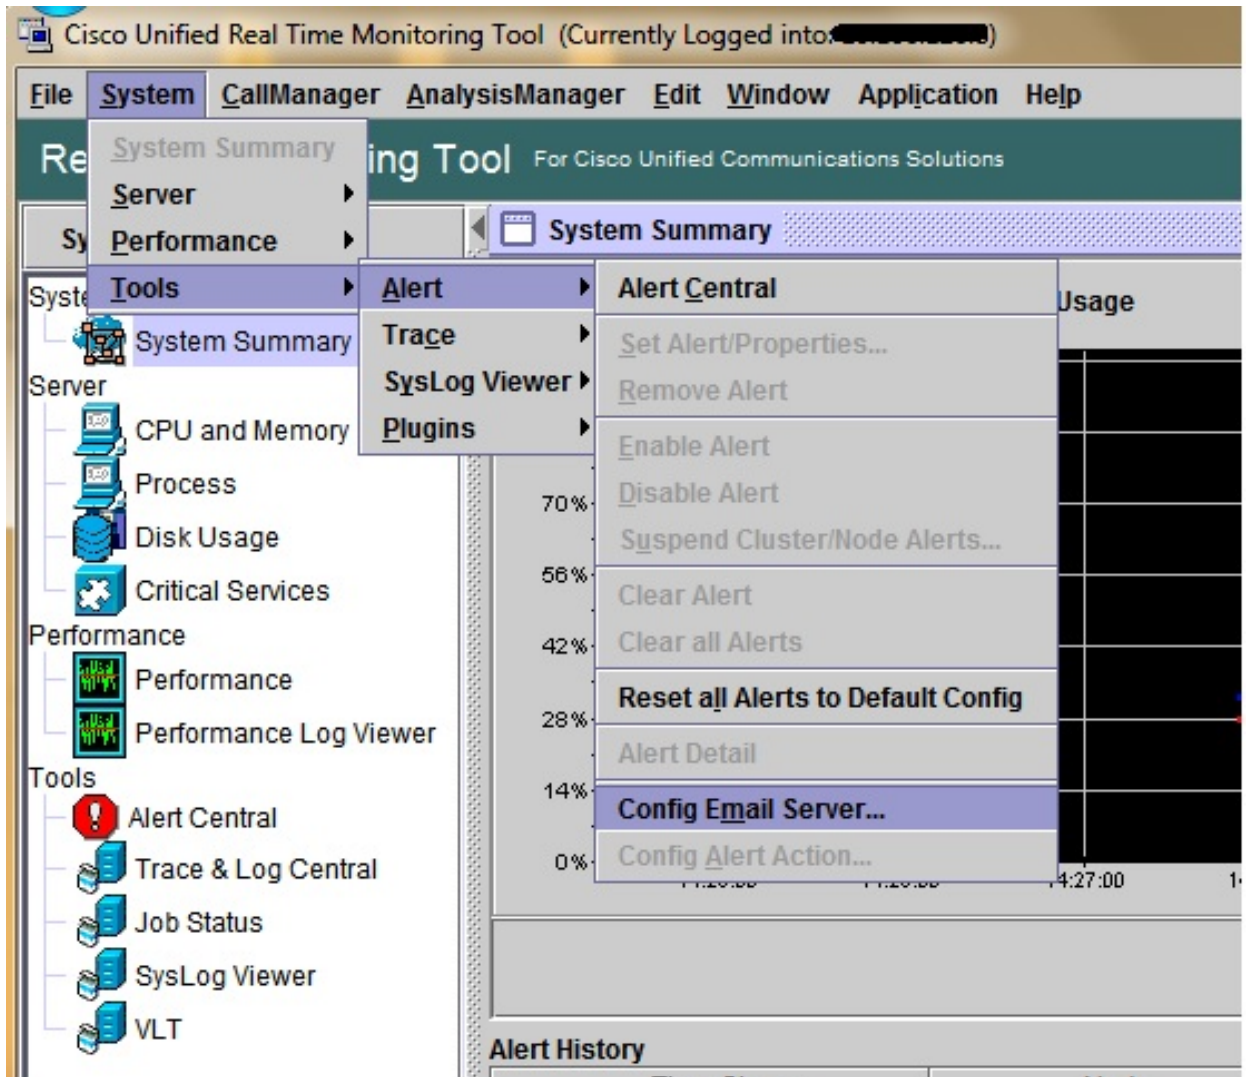 Cisco Unified Real Time Monitoring Tool (Currently Logged into: )
File System CallManager AnalysisManager Edit Window Application Help
Re ing Tool For Cisco Unified Communications Solutions
System Summary
Server
Performance
Tools
Sy
System Summary
Alert
Trace
SysLog Viewer
Plugins
Alert Central
Set Alert/Properties...
Remove Alert
Enable Alert
Disable Alert
Suspend Cluster/Node Alerts...
Clear Alert
Clear all Alerts
Reset all Alerts to Default Config
Alert Detail
Config Email Server...
Config Alert Action...
Usage
Syste
System Summary
Server
CPU and Memory
Process
Disk Usage
Critical Services
Performance
Performance
Performance Log Viewer
Tools
Alert Central
Trace & Log Central
Job Status
SysLog Viewer
VLT
70%
56%
42%
28%
14%
0%
14:27:00
Alert History